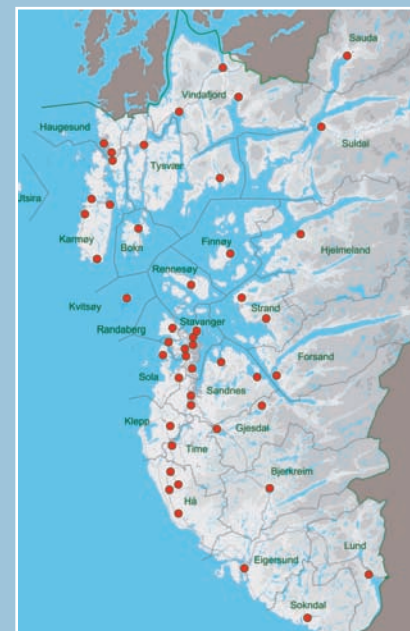 Sauda
Vindafjord
Haugesund
Suldal
Tysvær
Utsira
Karmøy
Bokn
Finnøy
Hjelmeland
Rennesøy
Kvitsøy
Strand
Stavanger
Randaberg
Forsand
Sola
Sandnes
Klepp
Gjesdal
Time
Bjerkreim
Hå
Lund
Eigersund
Sokndal